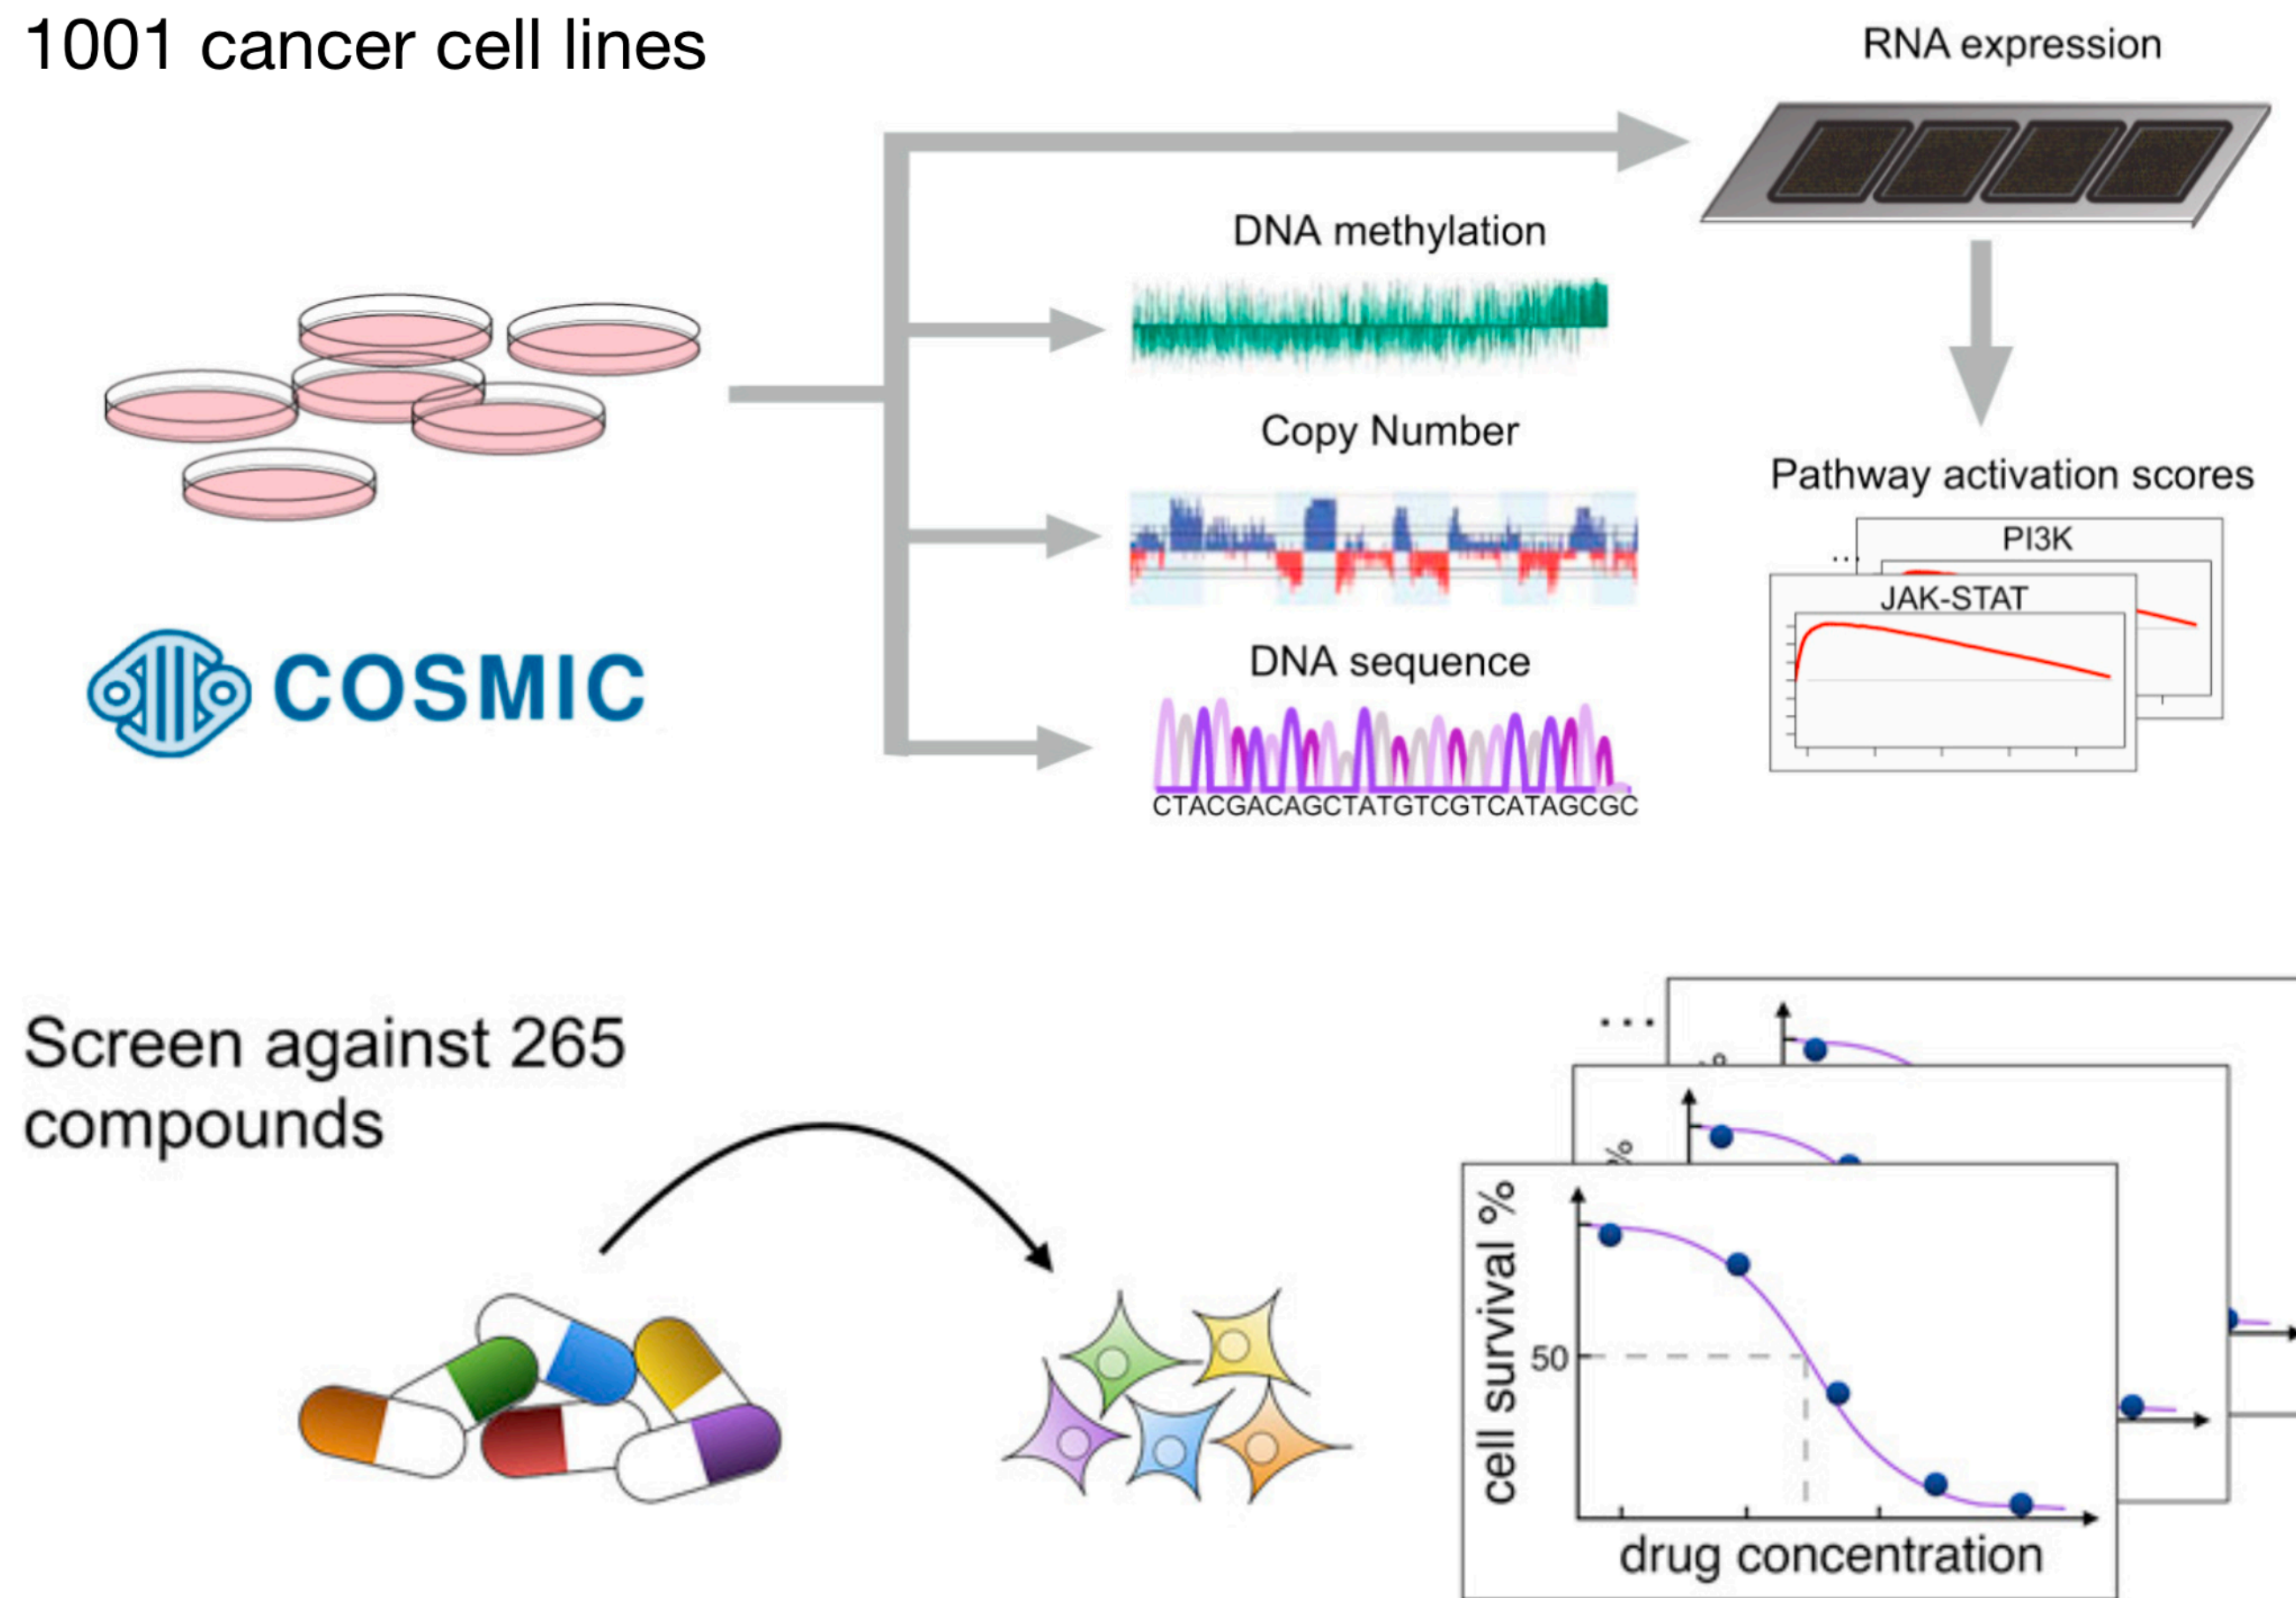 1001 cancer cell lines
RNA expression
DNA methylation
Copy Number
Pathway activation scores
...
PI3K
JAK-STAT
DNA sequence
COSMIC
CTACGACAGCTATGTCGTCATAGCGC
Screen against 265
compounds
...
%
%
cell survival %
50
drug concentration